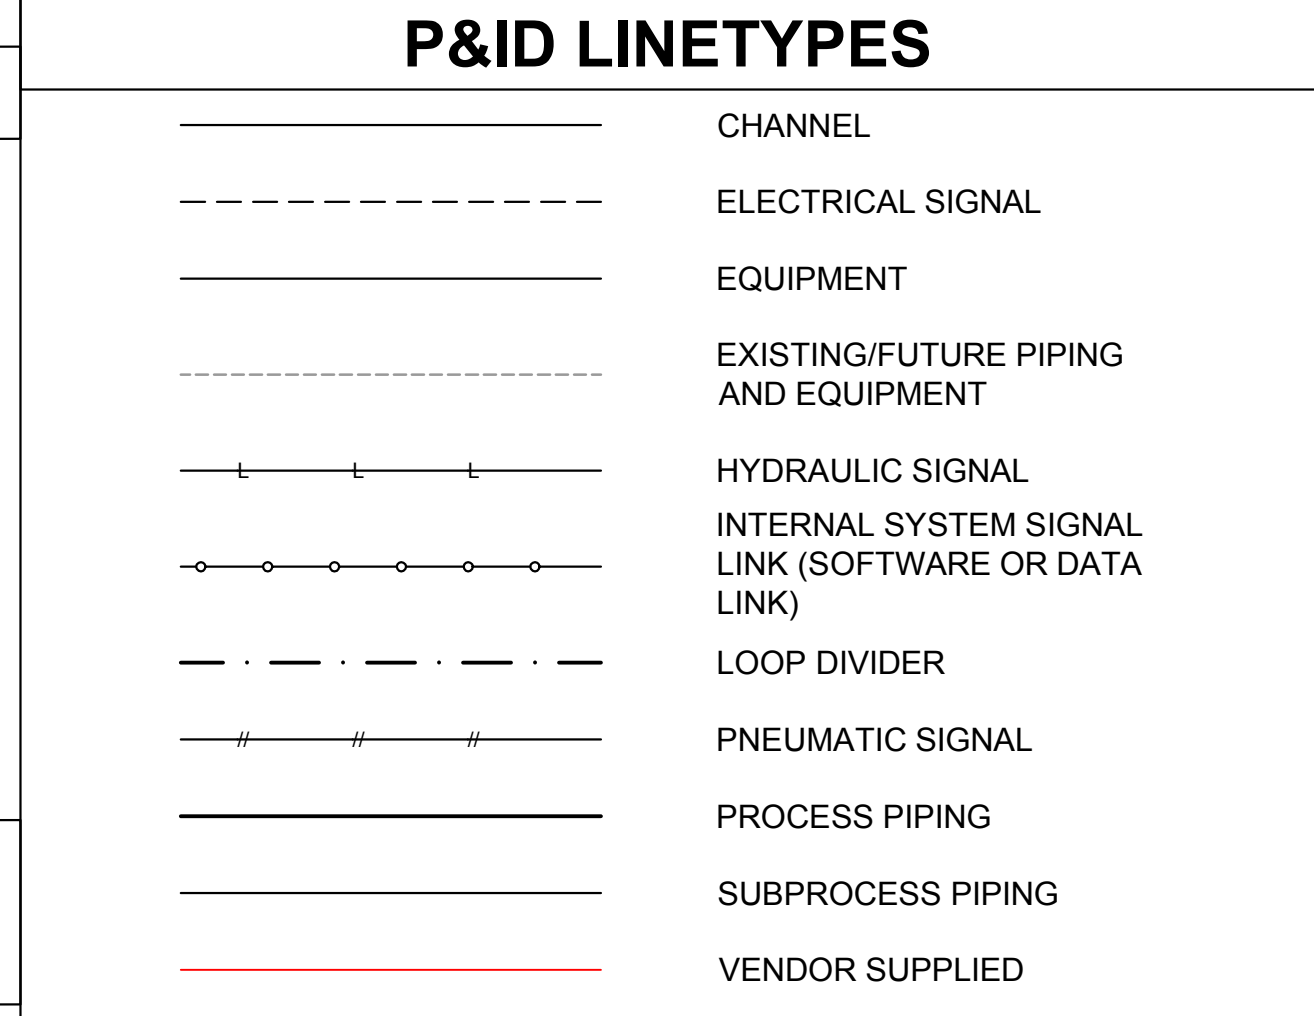 P&ID LINETYPES
CHANNEL
ELECTRICAL SIGNAL
EQUIPMENT
EXISTING/FUTURE PIPING
AND EQUIPMENT
L L L
HYDRAULIC SIGNAL
INTERNAL SYSTEM SIGNAL
LINK (SOFTWARE OR DATA
LINK)
LOOP DIVIDER
// // //
PNEUMATIC SIGNAL
PROCESS PIPING
SUBPROCESS PIPING
VENDOR SUPPLIED